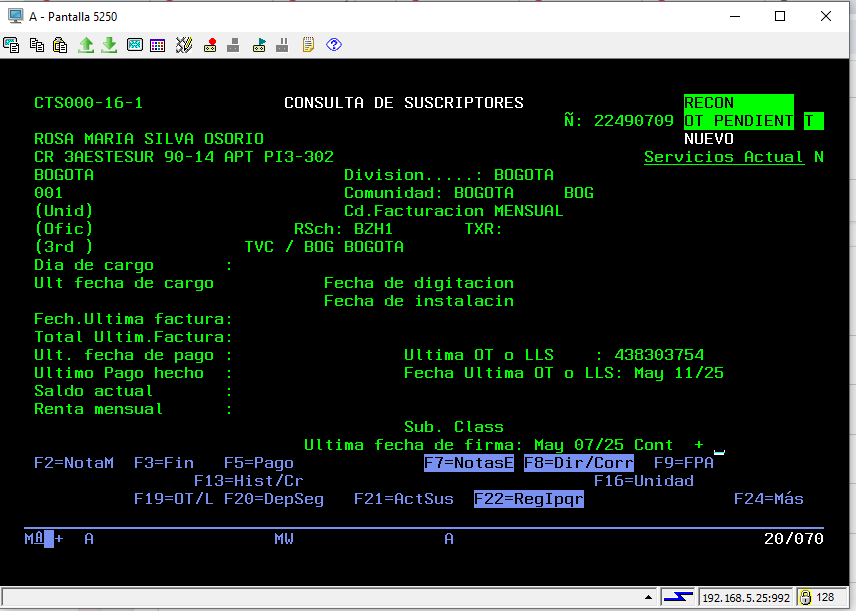 A - Pantalla 5250
CTS000-16-1 CONSULTA DE SUSCRIPTORES RECON
Ñ: 22490709 OT PENDIENT T
ROSA MARIA SILVA OSORIO NUEVO
CR 3AESTESUR 90-14 APT PI3-302 Servicios Actual N
BOGOTA Division.....: BOGOTA
001 Comunidad: BOGOTA BOG
(Unid) Cd.Facturacion MENSUAL
(Ofic) RSch: BZH1 TXR:
(3rd ) TVC / BOG BOGOTA
Dia de cargo :
Ult fecha de cargo Fecha de digitacion
Fecha de instalacin
Fech.Ultima factura:
Total Ultim.Factura:
Ult. fecha de pago : Ultima OT o LLS : 438303754
Ultimo Pago hecho : Fecha Ultima OT o LLS: May 11/25
Saldo actual :
Renta mensual :
Sub. Class
Ultima fecha de firma: May 07/25 Cont +
F2=NotaM F3=Fin F5=Pago F7=NotasE F8=Dir/Corr F9=FPA
F13=Hist/Cr F16=Unidad
F19=OT/L F20=DepSeg F21=ActSus F22=RegIpqr F24=Más
MA + A MW A 20/070
192.168.5.25:992 128